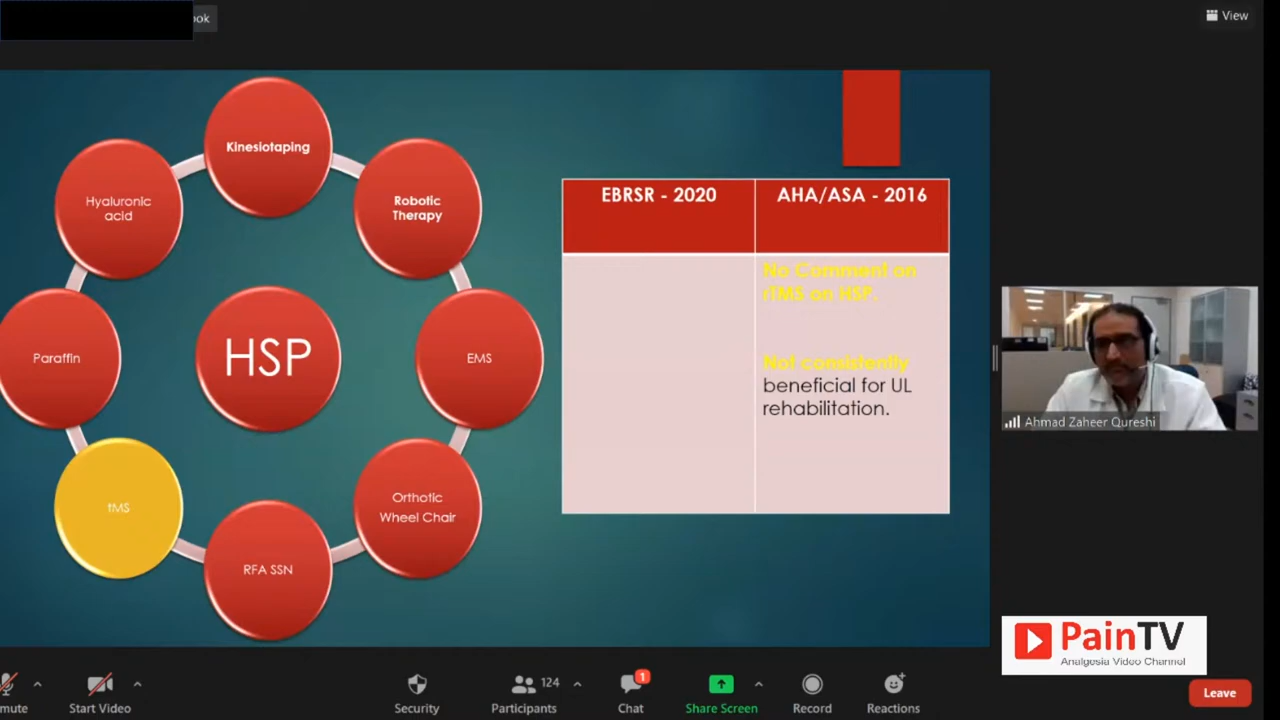 ook
View
Kinesiotaping
Hyaluronic
acid
Robotic
Therapy
Paraffin
HSP
EMS
tMS
Orthotic
Wheel Chair
RFA SSN
EBRSR - 2020
AHA/ASA - 2016
No Comment on
rTMS on HSP.
Not consistently
beneficial for UL
rehabilitation.
Ahmad Zaheer Qureshi
PainTV
Analgesia Video Channel
mute
Start Video
Security
124
Participants
1
Chat
Share Screen
Record
Reactions
Leave